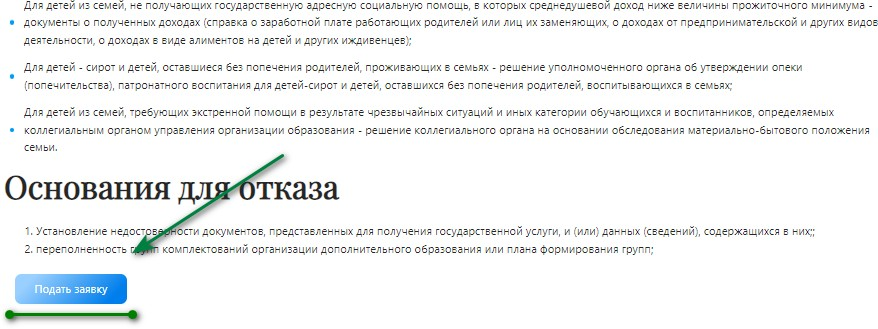 Для детей из семей, не получающих государственную адресную социальную помощь, в которых среднедушевой доход ниже величины прожиточного минимума -
документы о полученных доходах (справка о заработной плате работающих родителей или лиц их заменяющих, о доходах от предпринимательской и других видов
деятельности, о доходах в виде алиментов на детей и других иждивенцев);
Для детей - сирот и детей, оставшиеся без попечения родителей, проживающих в семьях - решение уполномоченного органа об утверждении опеки
(попечительства), патронатного воспитания для детей-сирот и детей, оставшихся без попечения родителей, воспитывающихся в семьях;
Для детей из семей, требующих экстренной помощи в результате чрезвычайных ситуаций и иных категории обучающихся и воспитанников, определяемых
коллегиальным органом управления организации образования - решение коллегиального органа на основании обследования материально-бытового положения
семьи.
Основания для отказа
1. Установление недостоверности документов, представленных для получения государственной услуги, и (или) данных (сведений), содержащихся в них;;
2. переполненность групп комплектований организации дополнительного образования или плана формирования групп;
Подать заявку